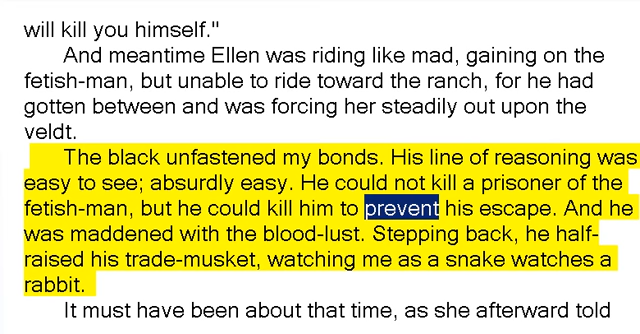 will kill you himself."
And meantime Ellen was riding like mad, gaining on the
fetish-man, but unable to ride toward the ranch, for he had
gotten between and was forcing her steadily out upon the
veldt.
The black unfastened my bonds. His line of reasoning was
easy to see; absurdly easy. He could not kill a prisoner of the
fetish-man, but he could kill him to prevent his escape. And he
was maddened with the blood-lust. Stepping back, he half-
raised his trade-musket, watching me as a snake watches a
rabbit.
It must have been about that time, as she afterward told